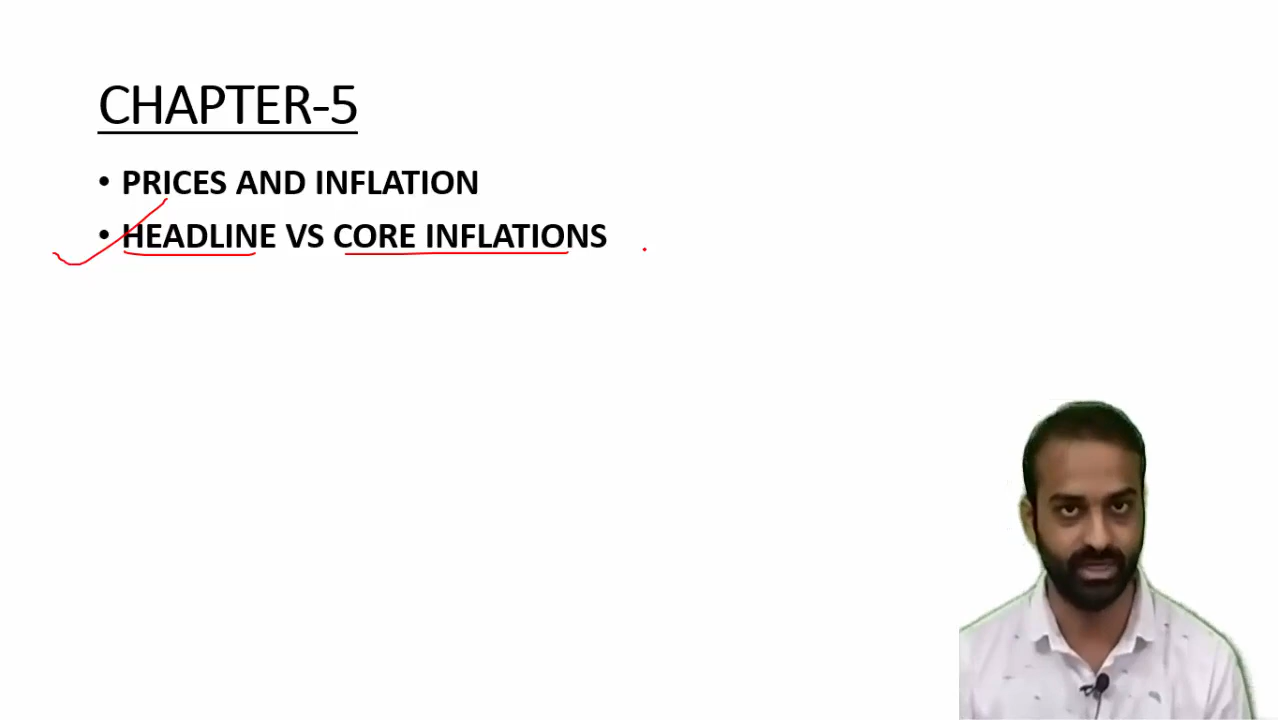 CHAPTER-5
• PRICES AND INFLATION
• HEADLINE VS CORE INFLATIONS